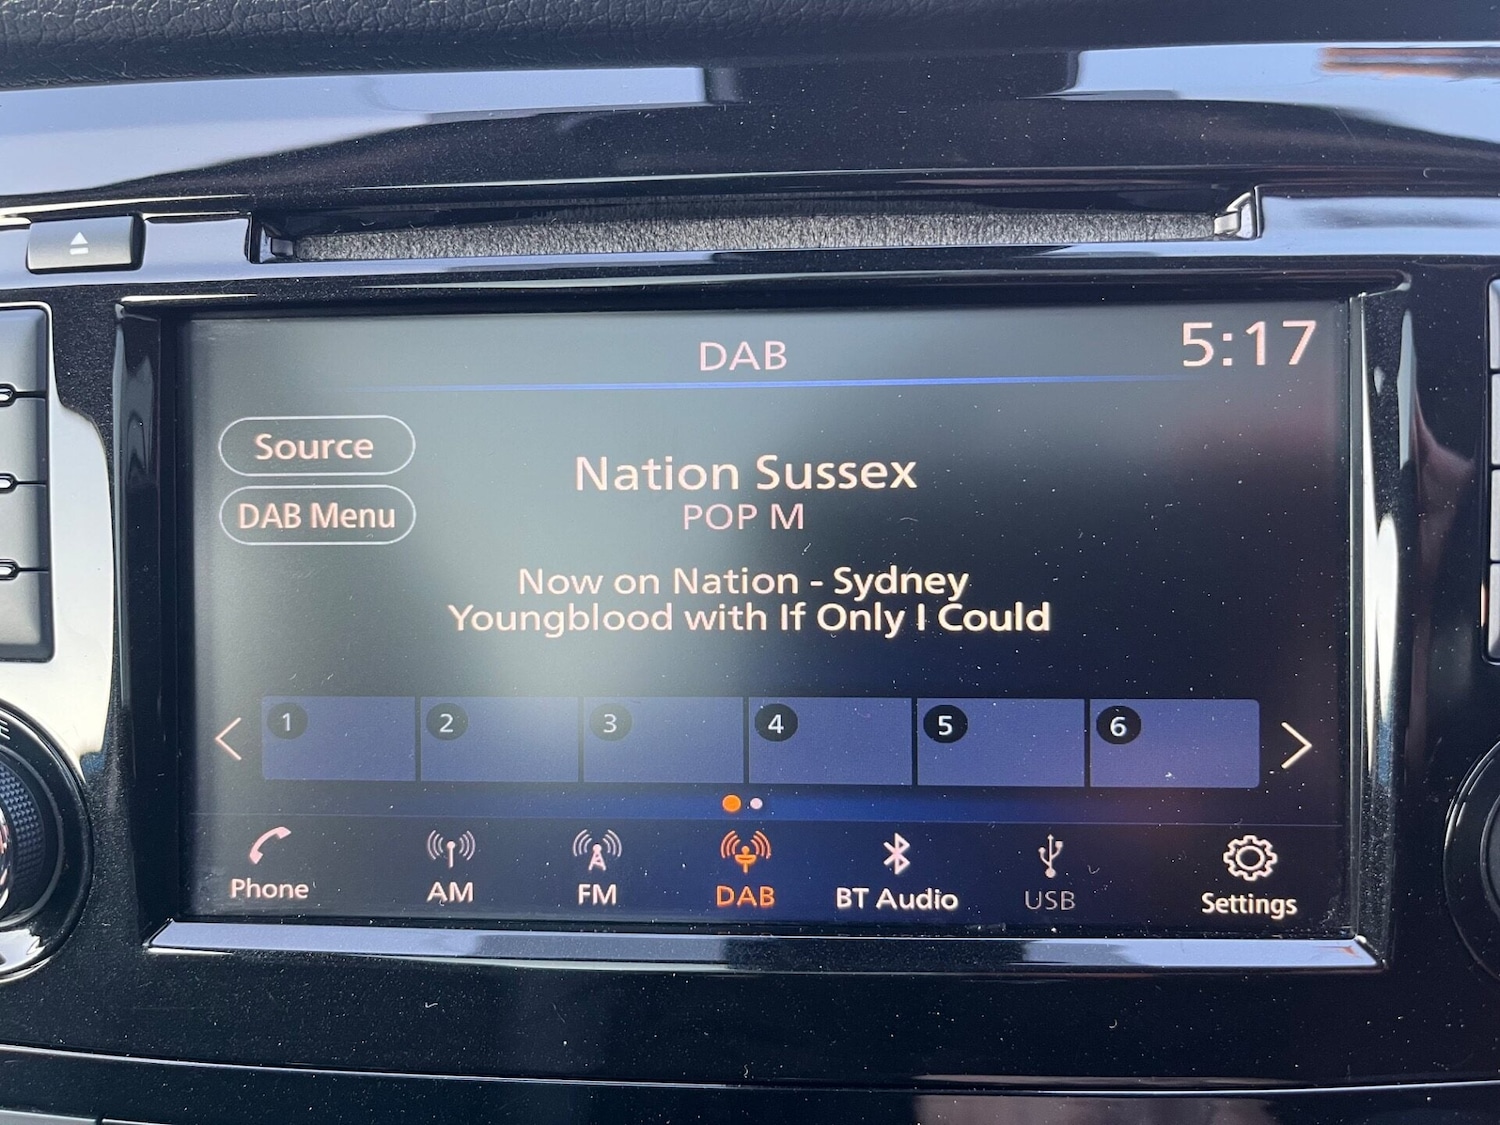 DAB
5:17
Source
DAB Menu
Nation Sussex
POP M
Now on Nation - Sydney
Youngblood with If Only I Could
1
2
3
4
5
6
Phone
AM
FM
DAB
BT Audio
USB
Settings